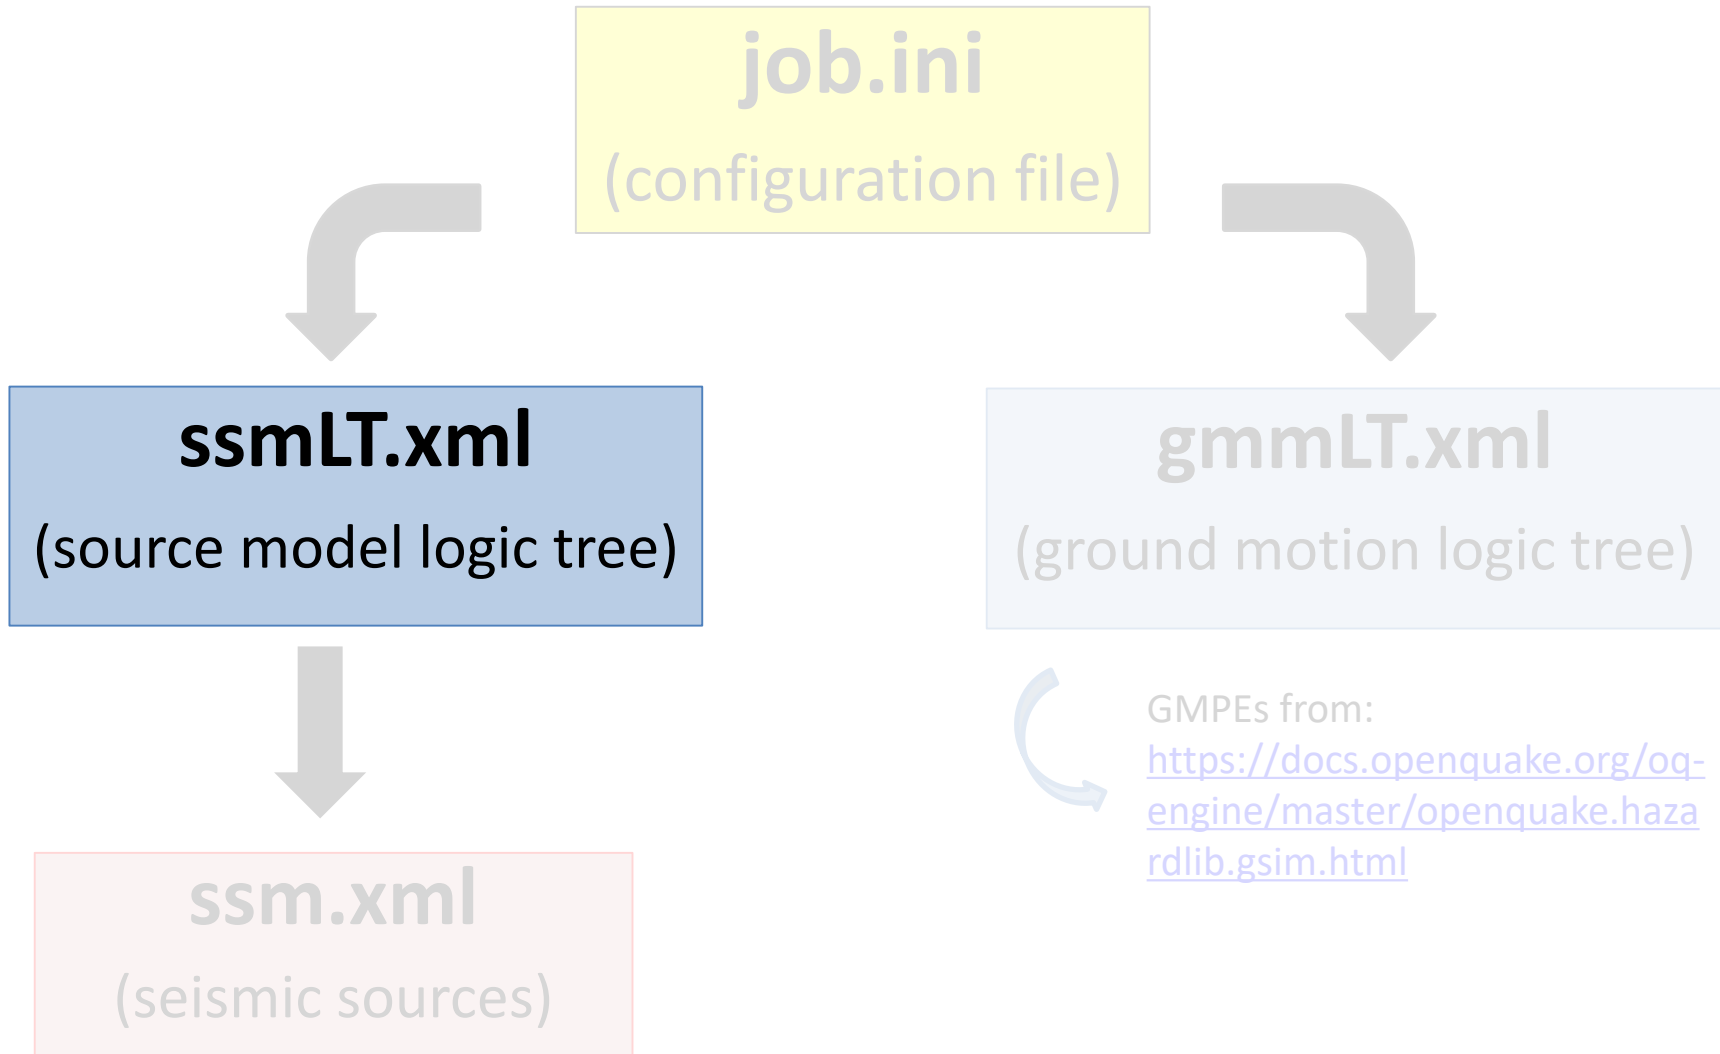 job.ini
(configuration file)
ssmLT.xml
(source model logic tree)
gmmLT.xml
(ground motion logic tree)
GMPEs from:
https://docs.openquake.org/oq-
engine/master/openquake.haza
rdlib.gsim.html
ssm.xml
(seismic sources)